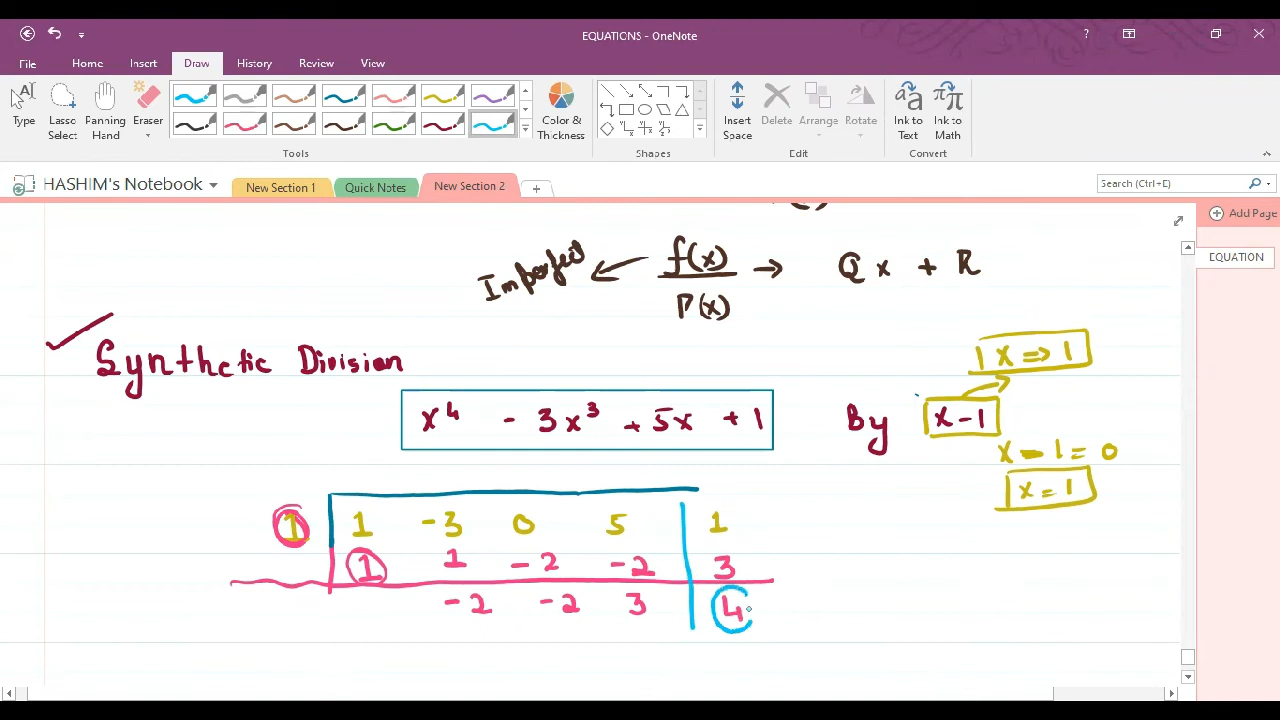 EQUATIONS - OneNote
?
File Home Insert Draw History Review View
Type
Lasso Select
Panning Hand
Eraser
Color & Thickness
Insert Space
Delete
Arrange
Rotate
Ink to Text
Ink to Math
Tools
Shapes
Edit
Convert
HASHIM's Notebook
New Section 1
Quick Notes
New Section 2
Search (Ctrl+E)
Add Page
EQUATION
Imperfect ← f(x) / P(x) → Qx + R
Synthetic Division
x⁴ - 3x³ + 5x + 1 By x-1
x ⇒ 1
x - 1 = 0
x = 1
1 1 -3 0 5 1
1 1 -2 -2 3
-2 -2 3 4